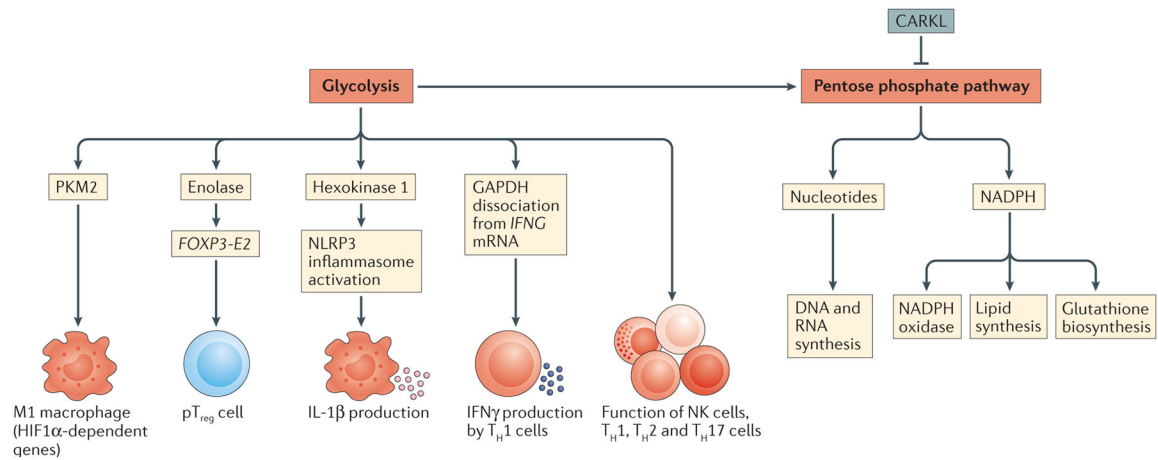 CARKL
Glycolysis
Pentose phosphate pathway
PKM2
Enolase
Hexokinase 1
GAPDH
dissociation
from IFNG
mRNA
Nucleotides
NADPH
FOXP3-E2
NLRP3
inflammasome
activation
DNA and
RNA
synthesis
NADPH
oxidase
Lipid
synthesis
Glutathione
biosynthesis
M1 macrophage
(HIF1α-dependent
genes)
pTreg cell
IL-1β production
IFNγ production
by TH1 cells
Function of NK cells,
TH1, TH2 and TH17 cells